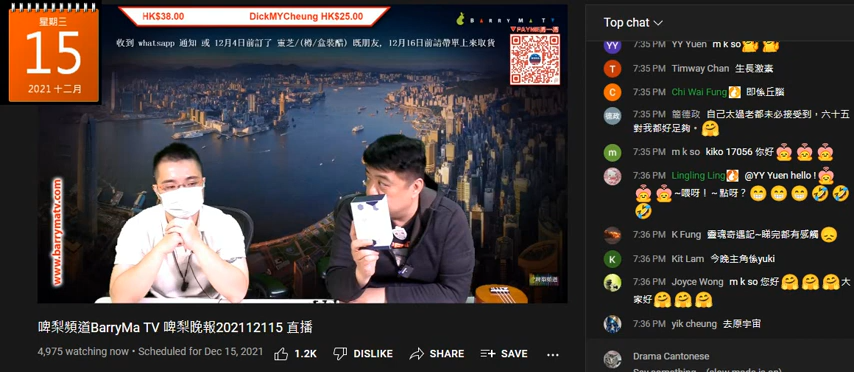 星期三
15
2021 十二月
HK$38.00 DickMYCheung HK$25.00
BARRYMATV
收到 whatsapp 通知 或 12月4日前訂了 靈芝/(樽/盒裝醋) 既朋友, 12月16日前請帶單上來取貨
www.barrymatv.com
啤梨頻道BarryMa TV 啤梨晚報202112115 直播
4,975 watching now • Scheduled for Dec 15, 2021
1.2K
DISLIKE
SHARE
SAVE
Top chat
7:35 PM YY Yuen m k so
7:35 PM Timway Chan 生長激素
7:35 PM Chi Wai Fung 即係丘腦
7:35 PM 自己太過老都未必接受到,六十五
對我都好足夠。
7:35 PM m k so kiko 17056 你好
7:36 PM Lingling Ling @YY Yuen hello !
~喂呀!~點呀?
7:36 PM K Fung 靈魂奇遇記~睇完都有感觸
7:36 PM Kit Lam 今晚主角係yuki
7:36 PM Joyce Wong m k so 您好 大
家好
7:36 PM yik cheung 去原宇宙
Drama Cantonese
Say something... (slow mode is on)